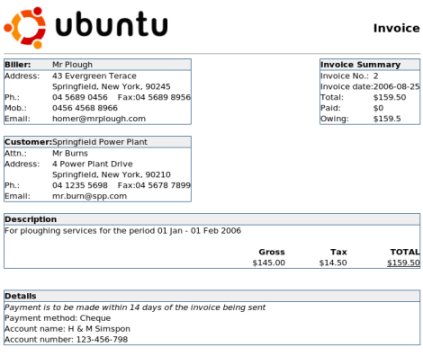 ubuntu
Invoice
Biller: Mr Plough
Address: 43 Evergreen Terace
Springfield, New York, 90245
Ph.: 04 5689 0456 Fax:04 5689 8956
Mob.: 0456 4568 8966
Email: homer@mrplough.com
Invoice Summary
Invoice No.: 2
Invoice date:2006-08-25
Total: $159.50
Paid: $0
Owing: $159.5
Customer:Springfield Power Plant
Attn.: Mr Burns
Address: 4 Power Plant Drive
Springfield, New York, 90210
Ph.: 04 1235 5698 Fax:04 5678 7899
Email: mr.burn@spp.com
Description
For ploughing services for the period 01 Jan - 01 Feb 2006
Gross Tax TOTAL
$145.00 $14.50 $159.50
Details
Payment is to be made within 14 days of the invoice being sent
Payment method: Cheque
Account name: H & M Simspon
Account number: 123-456-798